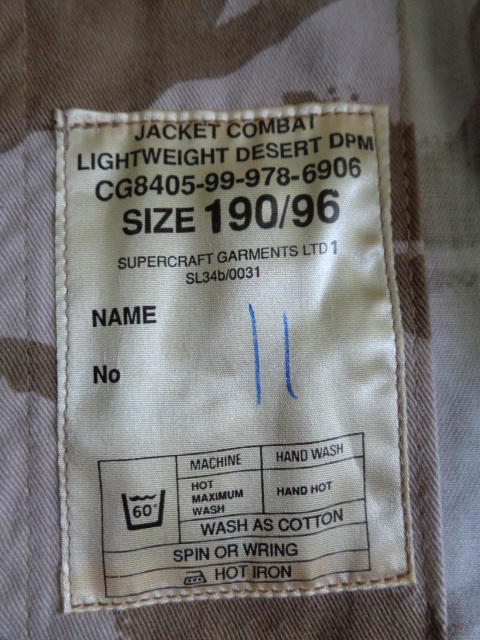 JACKET COMBAT
LIGHTWEIGHT DESERT DPM
CG8405-99-978-6906
SIZE 190/96
SUPERCRAFT GARMENTS LTD 1
SL34b/0031
NAME
No
11
MACHINE HAND WASH
60° HOT MAXIMUM WASH HAND HOT
WASH AS COTTON
SPIN OR WRING
HOT IRON